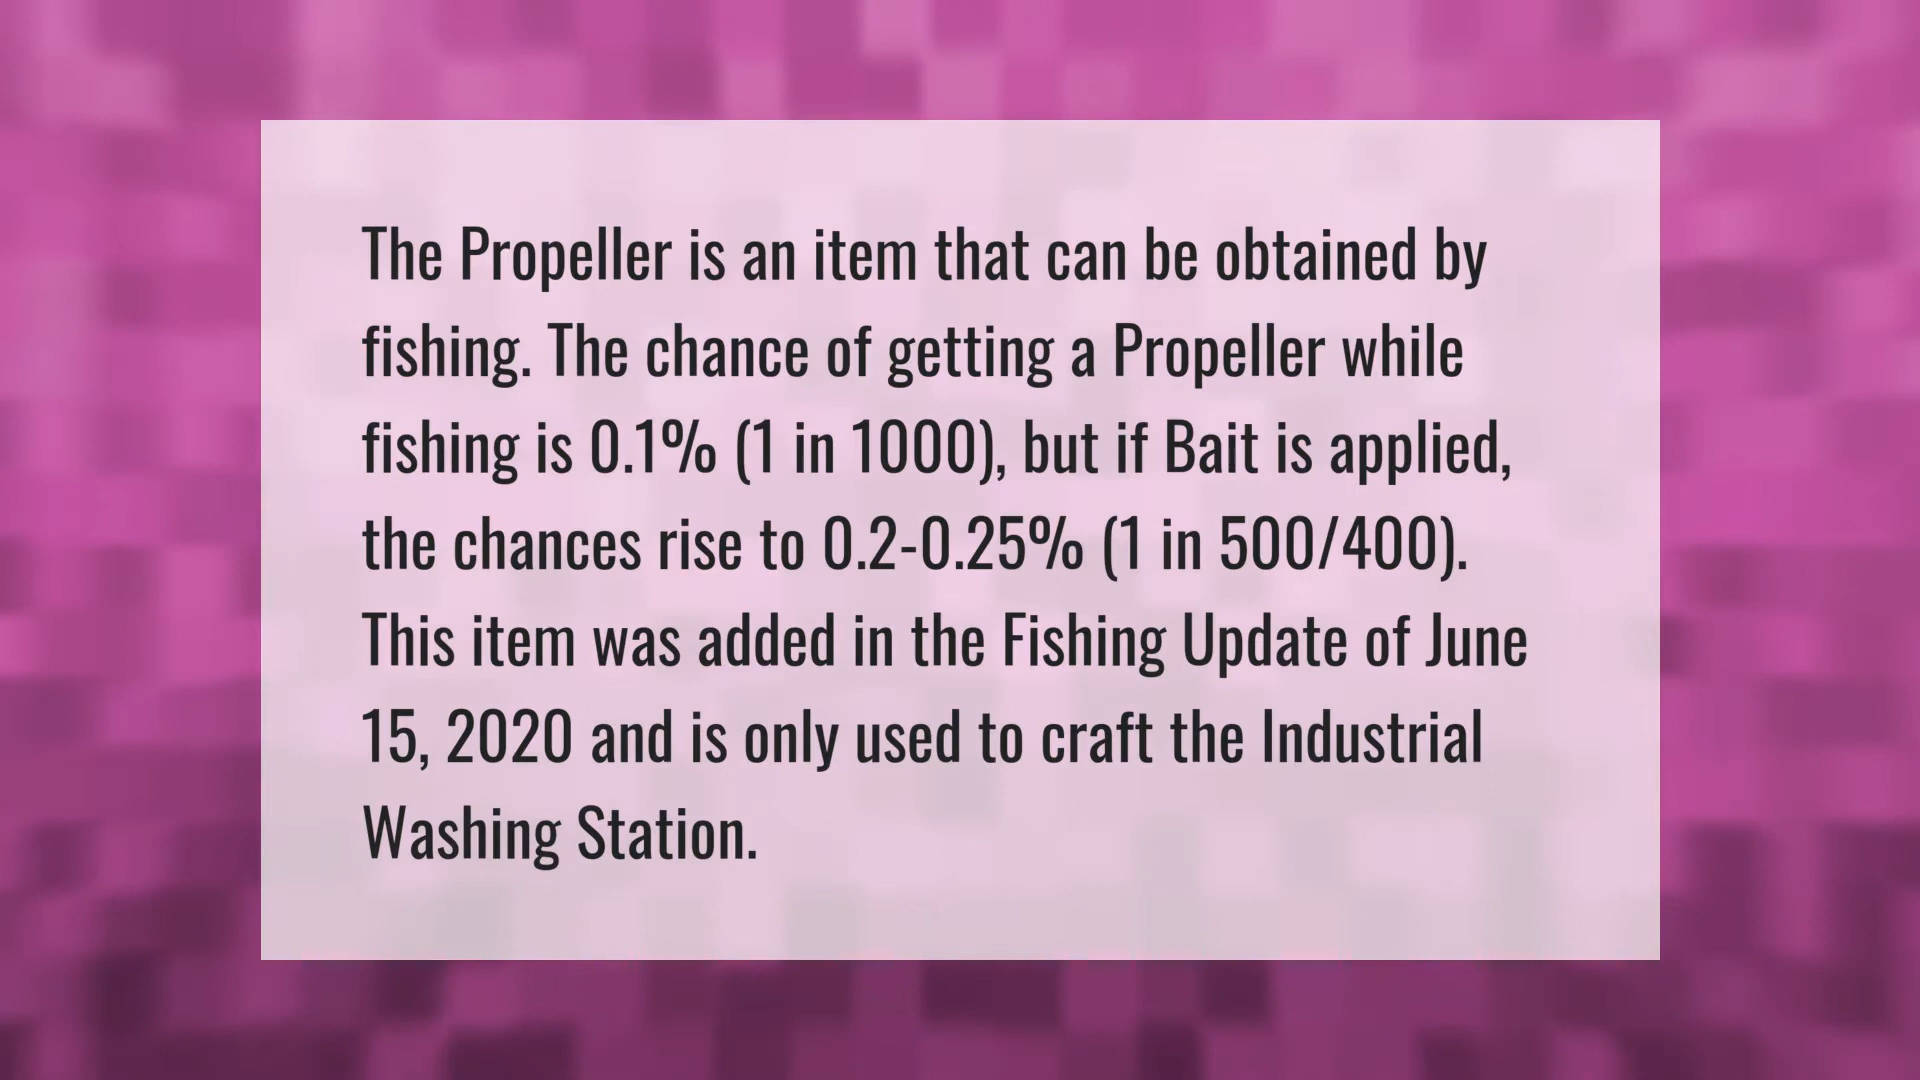 The Propeller is an item that can be obtained by
fishing. The chance of getting a Propeller while
fishing is 0.1% (1 in 1000), but if Bait is applied,
the chances rise to 0.2-0.25% (1 in 500/400).
This item was added in the Fishing Update of June
15, 2020 and is only used to craft the Industrial
Washing Station.